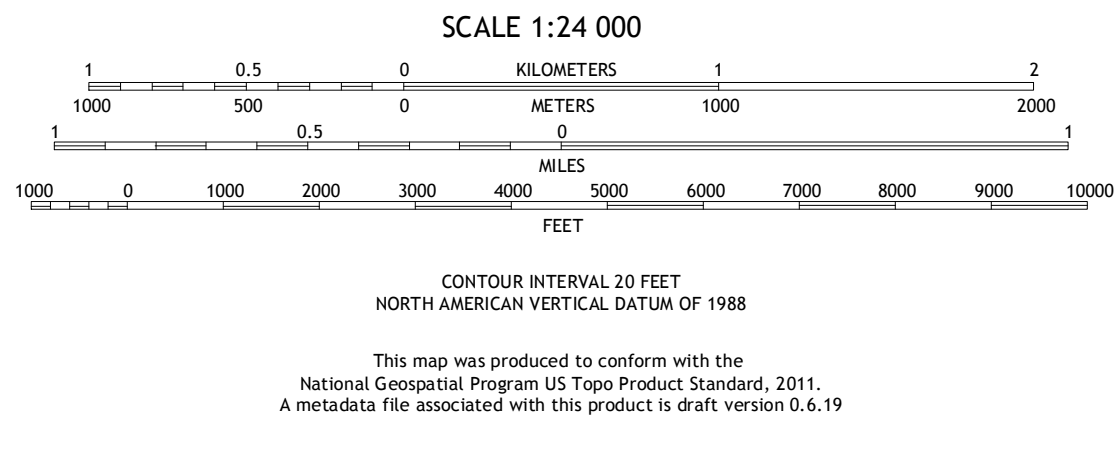 SCALE 1:24 000
1 0.5 0 KILOMETERS 1 2
1000 500 0 METERS 1000 2000
1 0.5 0 1
MILES
1000 0 1000 2000 3000 4000 5000 6000 7000 8000 9000 10000
FEET
CONTOUR INTERVAL 20 FEET
NORTH AMERICAN VERTICAL DATUM OF 1988
This map was produced to conform with the
National Geospatial Program US Topo Product Standard, 2011.
A metadata file associated with this product is draft version 0.6.19